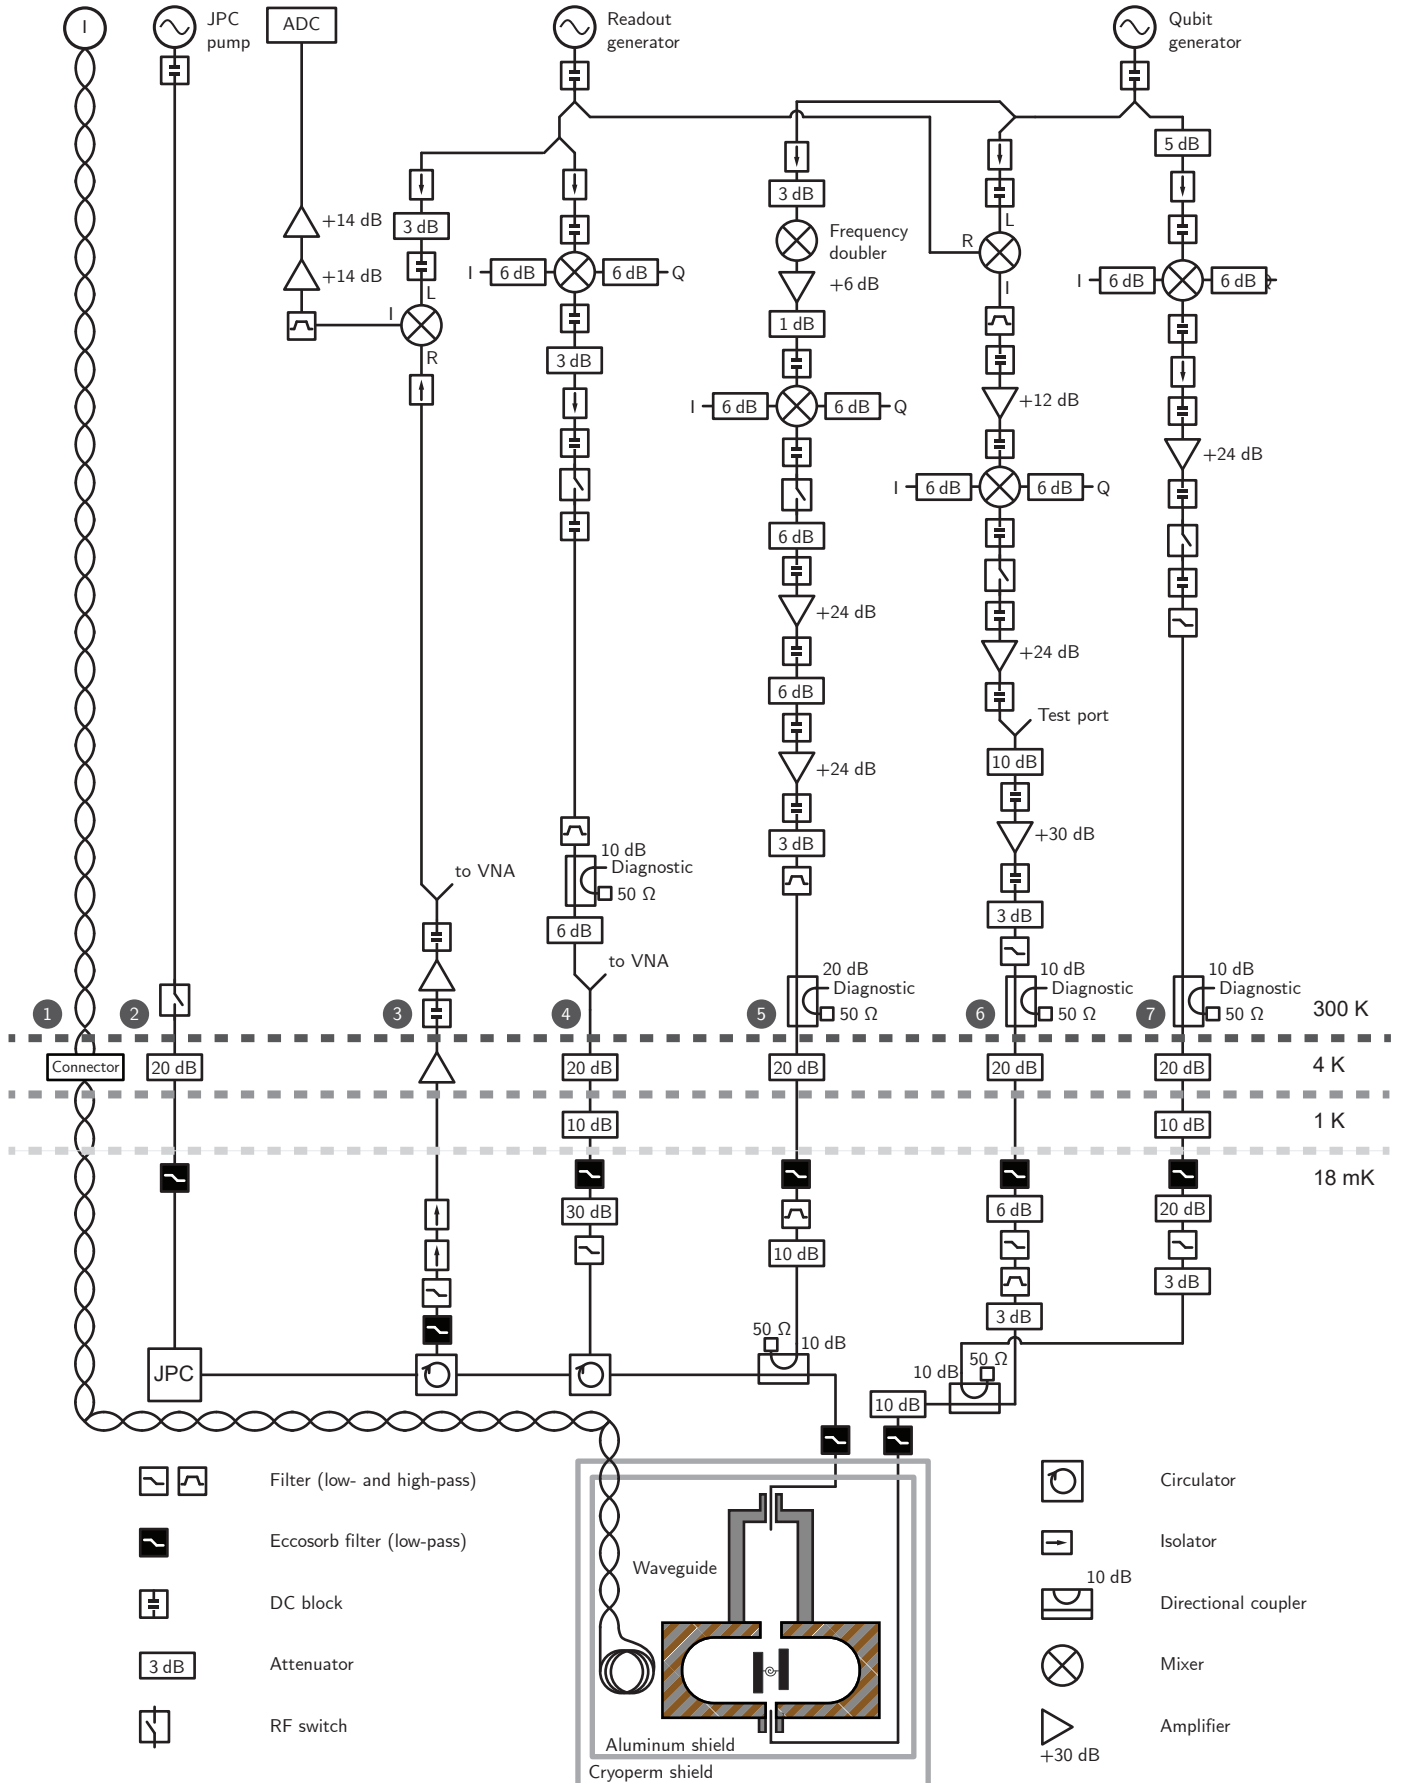 I
JPC
pump
ADC
Readout
generator
Qubit
generator
5 dB
3 dB
+14 dB
3 dB
L
R
Frequency
doubler
I
6 dB
6 dB
Q
+14 dB
L
I
R
I
6 dB
6 dB
+6 dB
I
1 dB
3 dB
+12 dB
I
6 dB
6 dB
Q
+24 dB
I
6 dB
6 dB
Q
6 dB
+24 dB
+24 dB
6 dB
Test port
10 dB
+24 dB
+30 dB
3 dB
10 dB
Diagnostic
50 Ω
to VNA
3 dB
6 dB
to VNA
20 dB
Diagnostic
50 Ω
10 dB
Diagnostic
50 Ω
10 dB
Diagnostic
50 Ω
1
2
3
4
5
6
7
300 K
Connector
20 dB
20 dB
20 dB
20 dB
20 dB
4 K
10 dB
10 dB
1 K
18 mK
30 dB
6 dB
20 dB
10 dB
3 dB
3 dB
50 Ω
10 dB
50 Ω
10 dB
JPC
10 dB
Filter (low- and high-pass)
Eccosorb filter (low-pass)
DC block
3 dB
Attenuator
RF switch
Waveguide
Aluminum shield
Cryoperm shield
Circulator
Isolator
10 dB
Directional coupler
Mixer
Amplifier
+30 dB